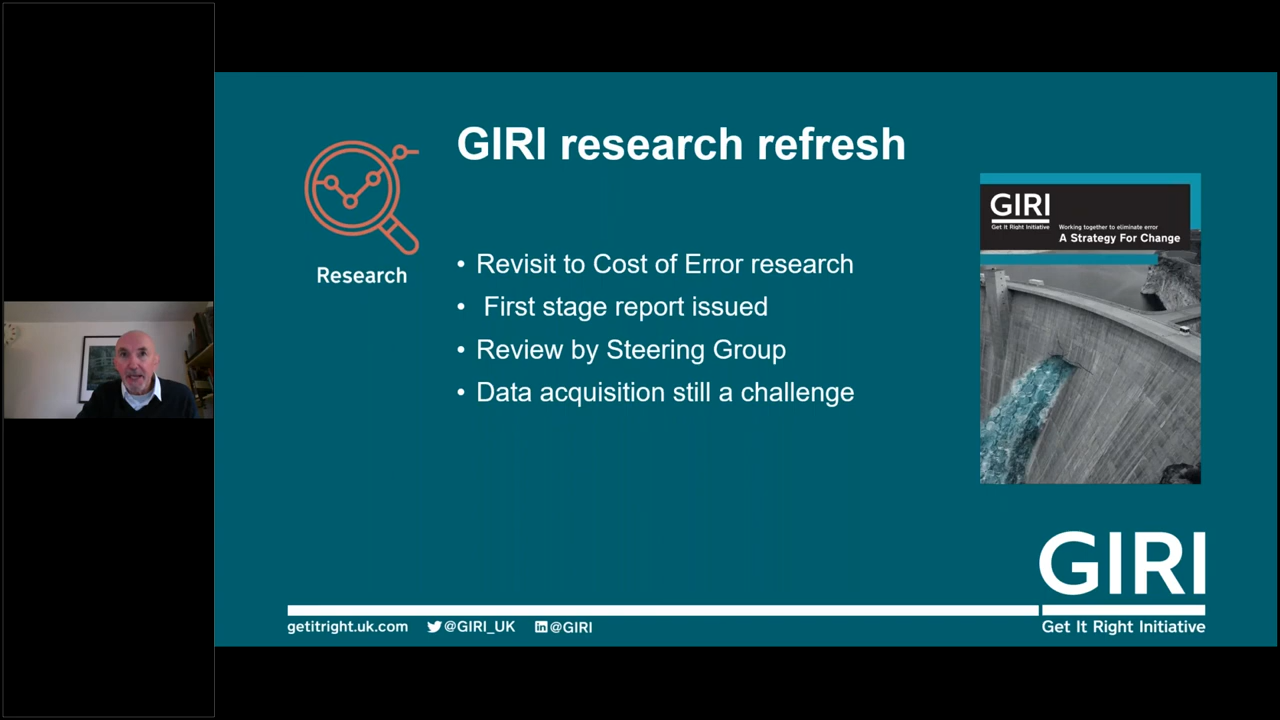 GIRI research refresh
Research
• Revisit to Cost of Error research
• First stage report issued
• Review by Steering Group
• Data acquisition still a challenge
GIRI
Get It Right Initiative
Working together to eliminate error
A Strategy For Change
GIRI
Get It Right Initiative
getitright.uk.com @GIRI_UK in @GIRI